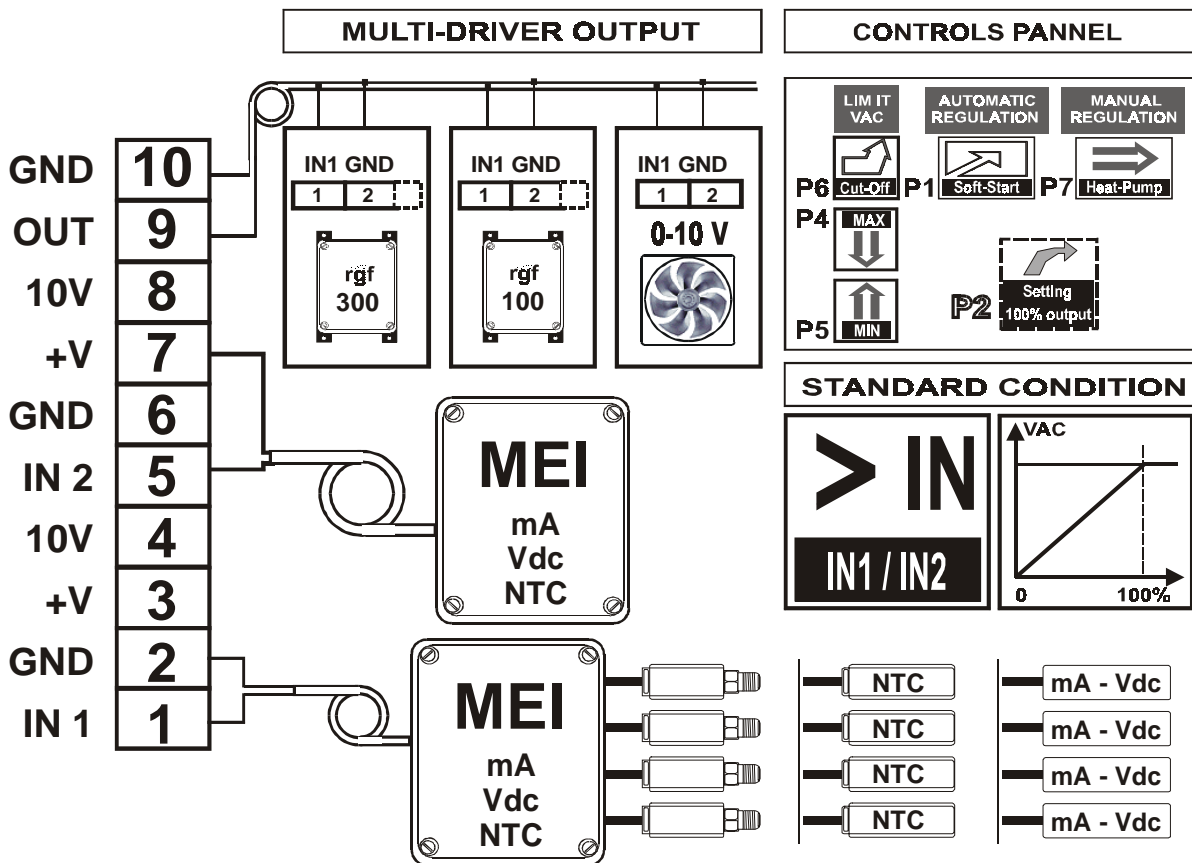 MULTI-DRIVER OUTPUT
CONTROLS PANNEL
LIM IT
VAC
AUTOMATIC
REGULATION
MANUAL
REGULATION
P6 Cut-Off
P1 Soft-Start
P7 Heat-Pump
P4 MAX
P5 MIN
P2 Setting
100% output
GND 10
OUT 9
10V 8
+V 7
GND 6
IN 2 5
10V 4
+V 3
GND 2
IN 1 1
IN1 GND
1 2
rgf
300
IN1 GND
1 2
rgf
100
IN1 GND
1 2
0-10 V
MEI
mA
Vdc
NTC
STANDARD CONDITION
> IN
IN1 / IN2
VAC
0 100%
MEI
mA
Vdc
NTC
NTC
NTC
NTC
NTC
mA - Vdc
mA - Vdc
mA - Vdc
mA - Vdc